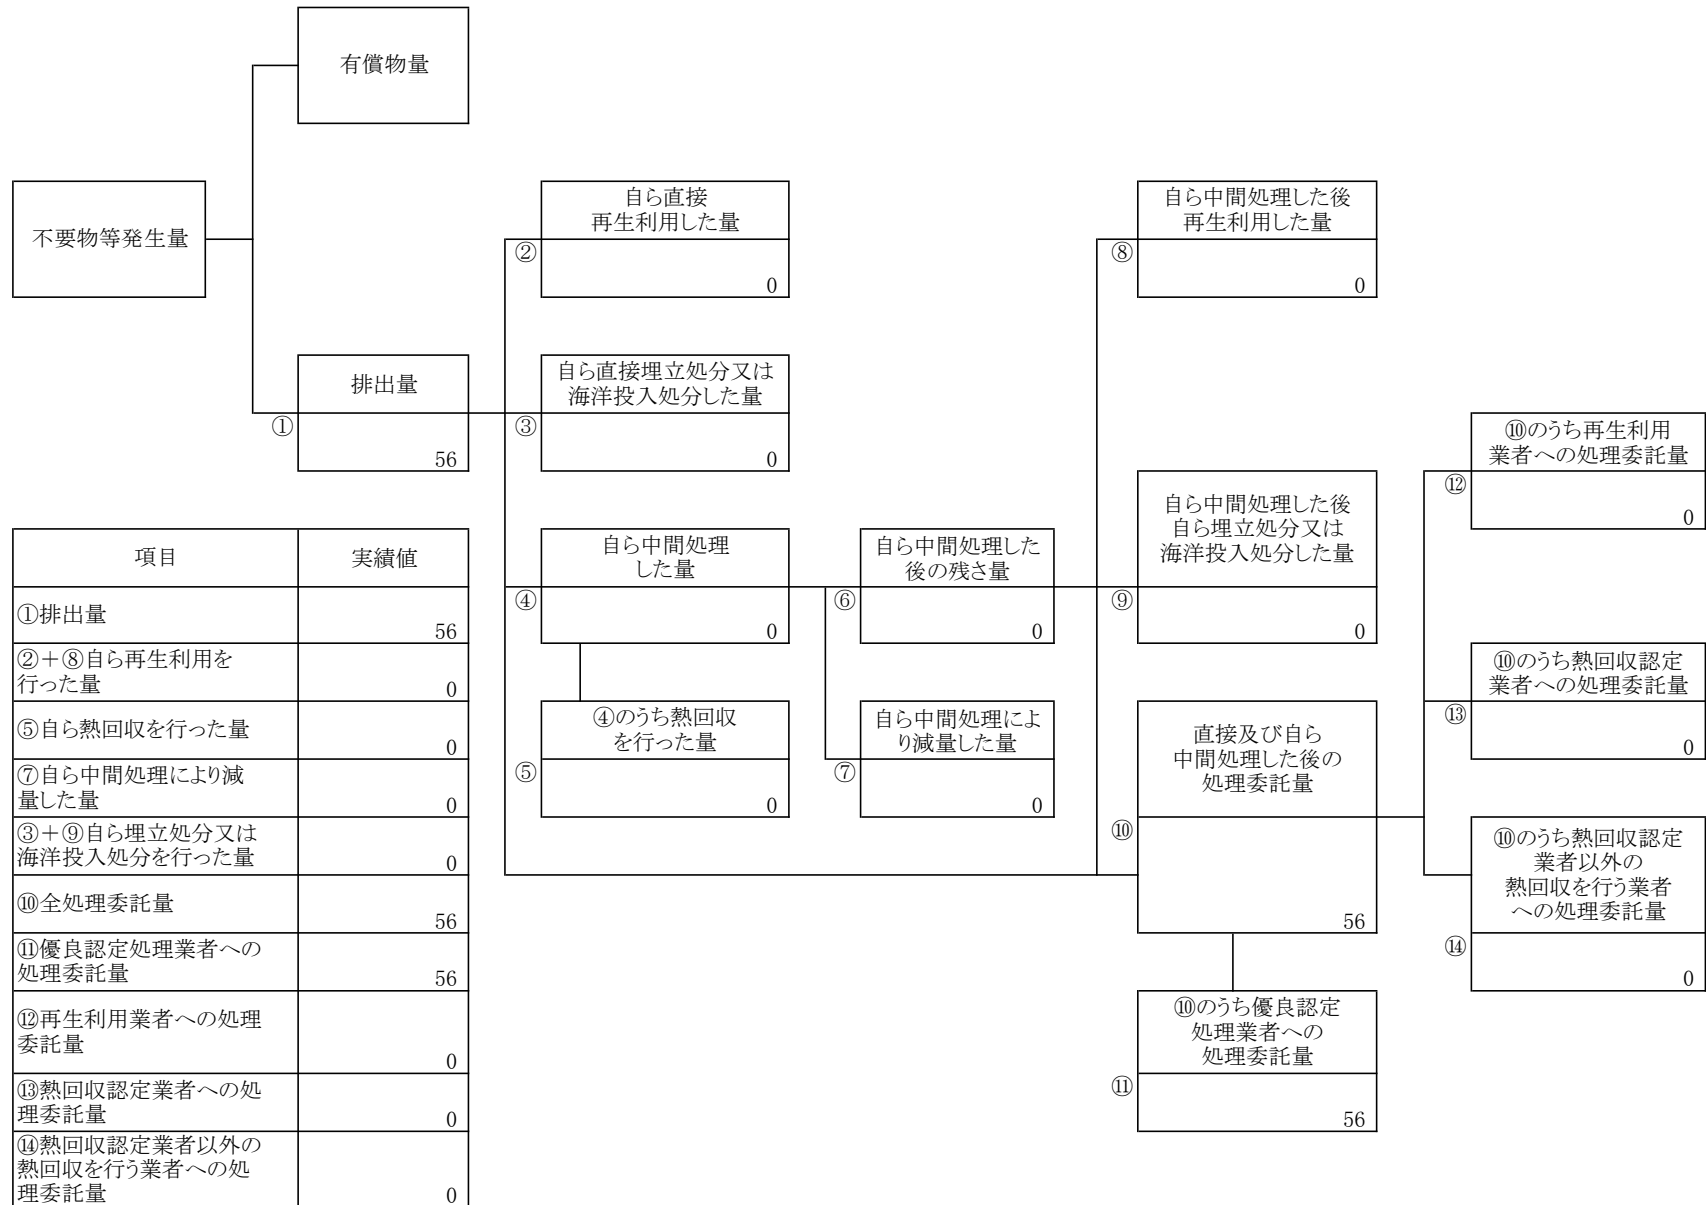 有償物量
不要物等発生量
自ら直接
再生利用した量
②
0
自ら中間処理した後
再生利用した量
⑧
0
排出量
①
56
自ら直接埋立処分又は
海洋投入処分した量
③
0
⑩のうち再生利用
業者への処理委託量
⑫
0
自ら中間処理した後
自ら埋立処分又は
海洋投入処分した量
⑨
0
自ら中間処理
した量
④
0
自ら中間処理した
後の残さ量
⑥
0
⑩のうち熱回収認定
業者への処理委託量
⑬
0
④のうち熱回収
を行った量
⑤
0
自ら中間処理によ
り減量した量
⑦
0
直接及び自ら
中間処理した後の
処理委託量
⑩
56
⑩のうち熱回収認定
業者以外の
熱回収を行う業者
への処理委託量
⑭
0
⑩のうち優良認定
処理業者への
処理委託量
⑪
56
項目 実績値
①排出量
56
②+⑧自ら再生利用を
行った量 0
⑤自ら熱回収を行った量
0
⑦自ら中間処理により減
量した量 0
③+⑨自ら埋立処分又は
海洋投入処分を行った量 0
⑩全処理委託量
56
⑪優良認定処理業者への
処理委託量 56
⑫再生利用業者への処理
委託量 0
⑬熱回収認定業者への処
理委託量 0
⑭熱回収認定業者以外の
熱回収を行う業者への処
理委託量 0